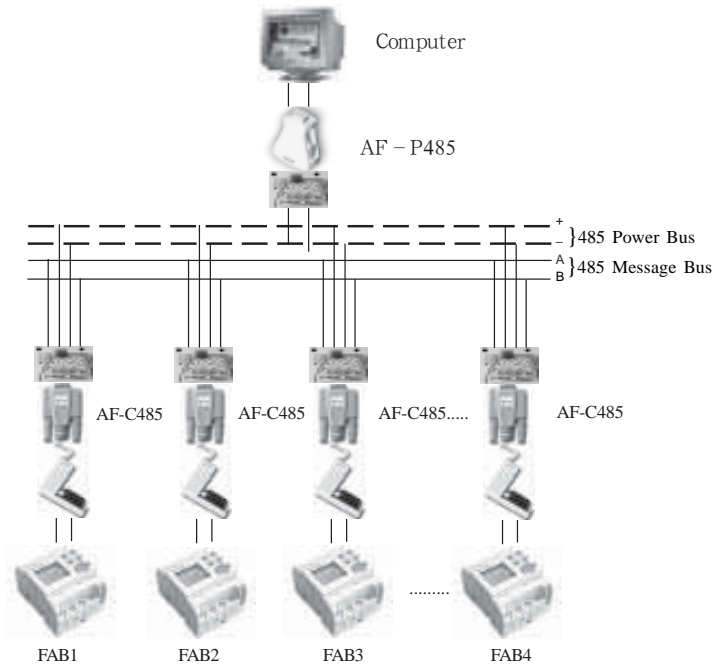 Computer
AF-P485
+
−
}485 Power Bus
A
B
}485 Message Bus
AF-C485
AF-C485
AF-C485.....
AF-C485
.........
FAB1
FAB2
FAB3
FAB4